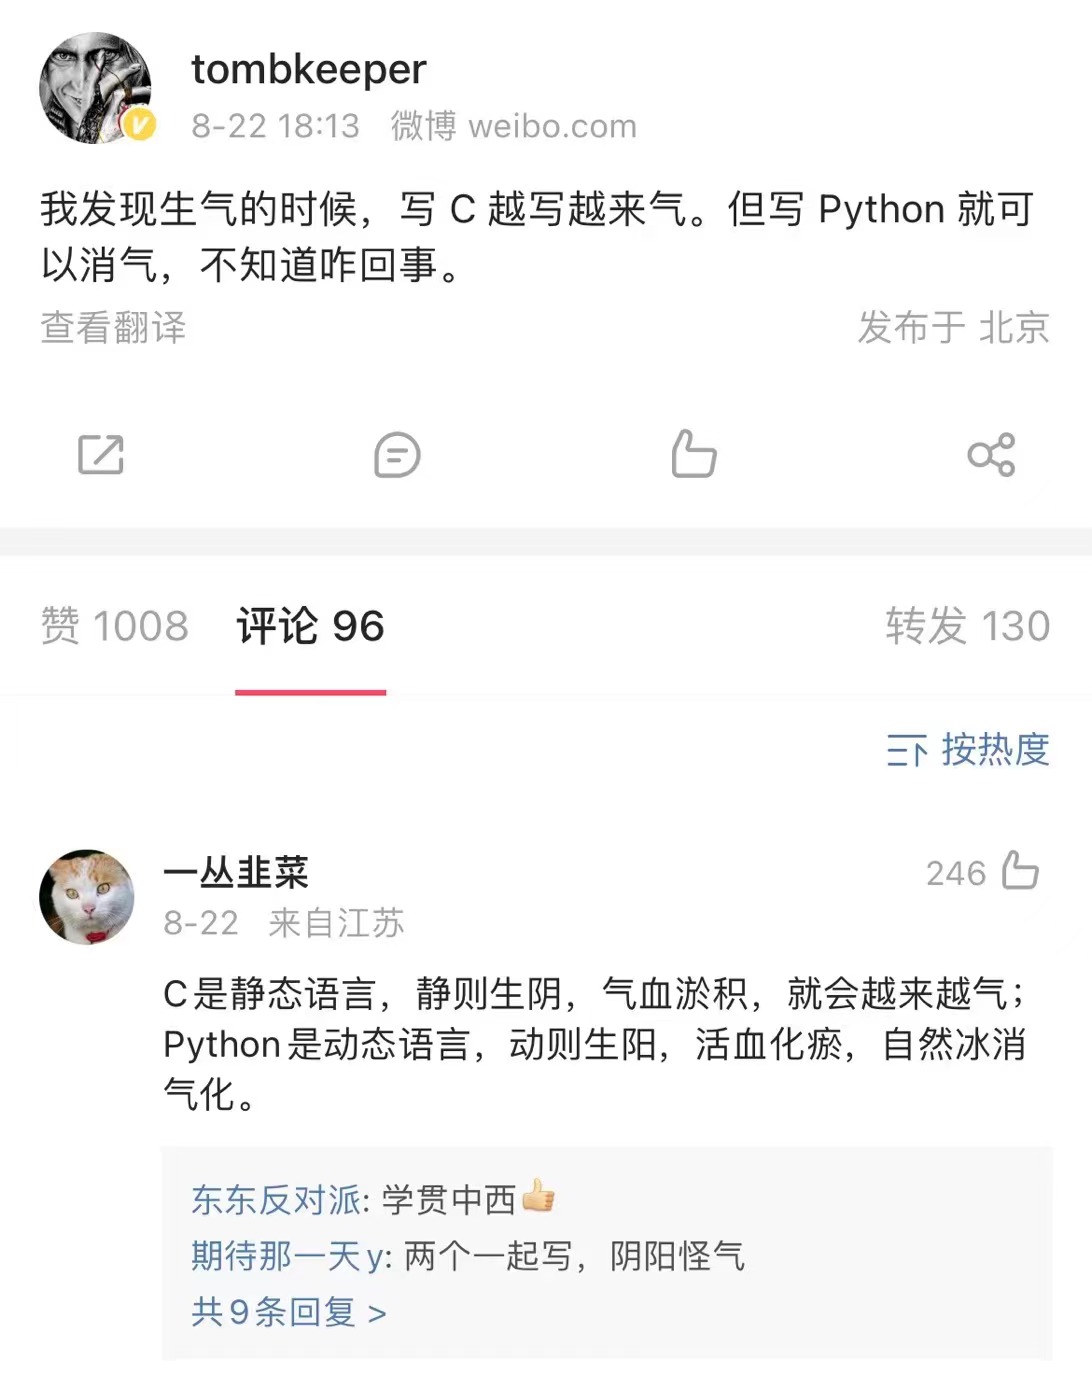 tombkeeper
8-22 18:13 微博 weibo.com
我发现生气的时候，写 C 越写越来气。但写 Python 就可
以消气，不知道咋回事。
查看翻译 发布于 北京
赞 1008 评论 96 转发 130
按热度
一丛韭菜 246
8-22 来自江苏
C是静态语言，静则生阴，气血淤积，就会越来越气；
Python是动态语言，动则生阳，活血化瘀，自然冰消
气化。
东东反对派: 学贯中西👍
期待那一天y: 两个一起写，阴阳怪气
共9条回复 >